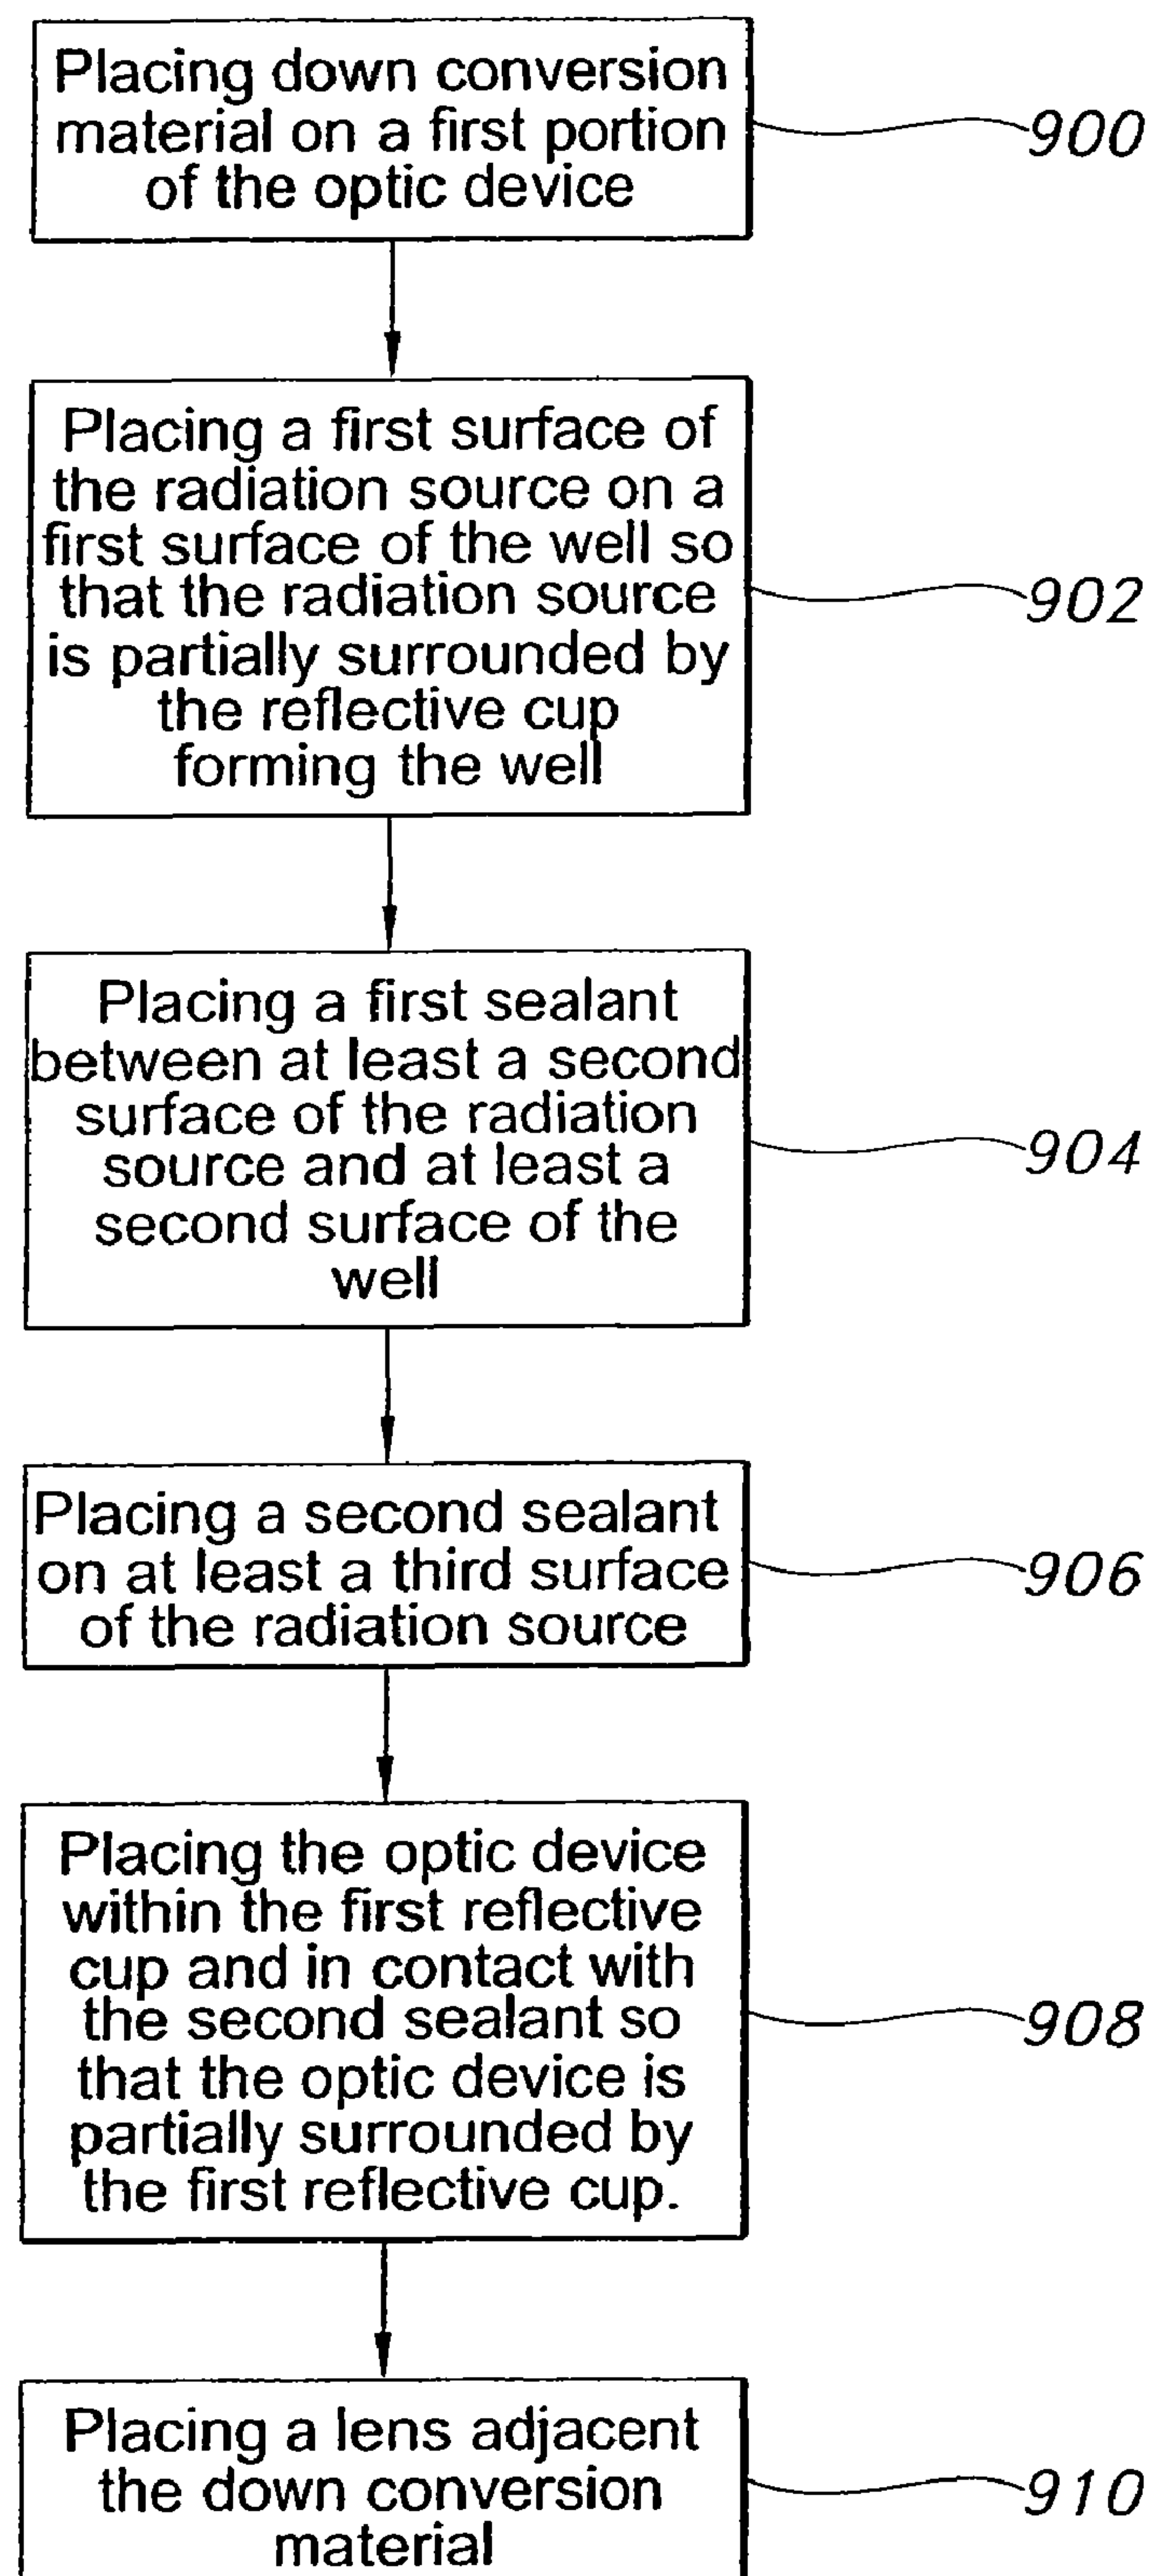 Placing down conversion
material on a first portion
of the optic device
900
Placing a first surface of
the radiation source on a
first surface of the well so
that the radiation source
is partially surrounded by
the reflective cup
forming the well
902
Placing a first sealant
between at least a second
surface of the radiation
source and at least a
second surface of the
well
904
Placing a second sealant
on at least a third surface
of the radiation source
906
Placing the optic device
within the first reflective
cup and in contact with
the second sealant so
that the optic device is
partially surrounded by
the first reflective cup.
908
Placing a lens adjacent
the down conversion
material
910